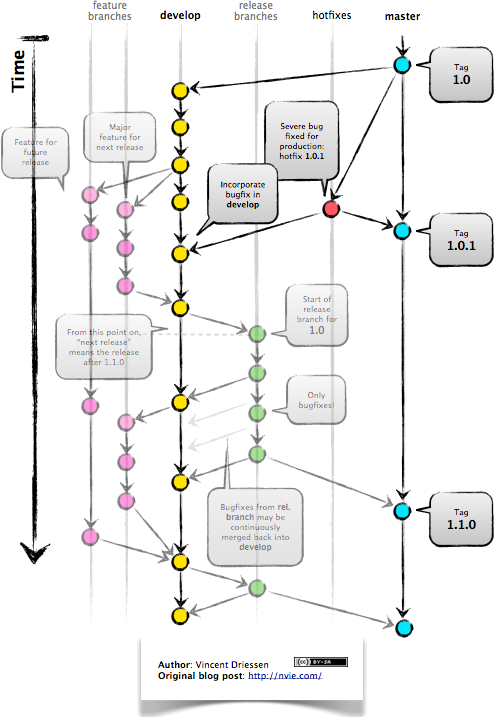 feature
branches
develop
release
branches
hotfixes
master
Time
Tag
1.0
Feature for
future
release
Major
feature for
next release
Severe bug
fixed for
production:
hotfix 1.0.1
Incorporate
bugfix in
develop
Tag
1.0.1
Start of
release
branch for
1.0
From this point on,
"next release"
means the release
after 1.1.0
Only
bugfixes!
Bugfixes from rel.
branch may be
continuously
merged back into
develop
Tag
1.1.0
Author: Vincent Driessen
Original blog post: http://nvie.com/
cc BY-SA